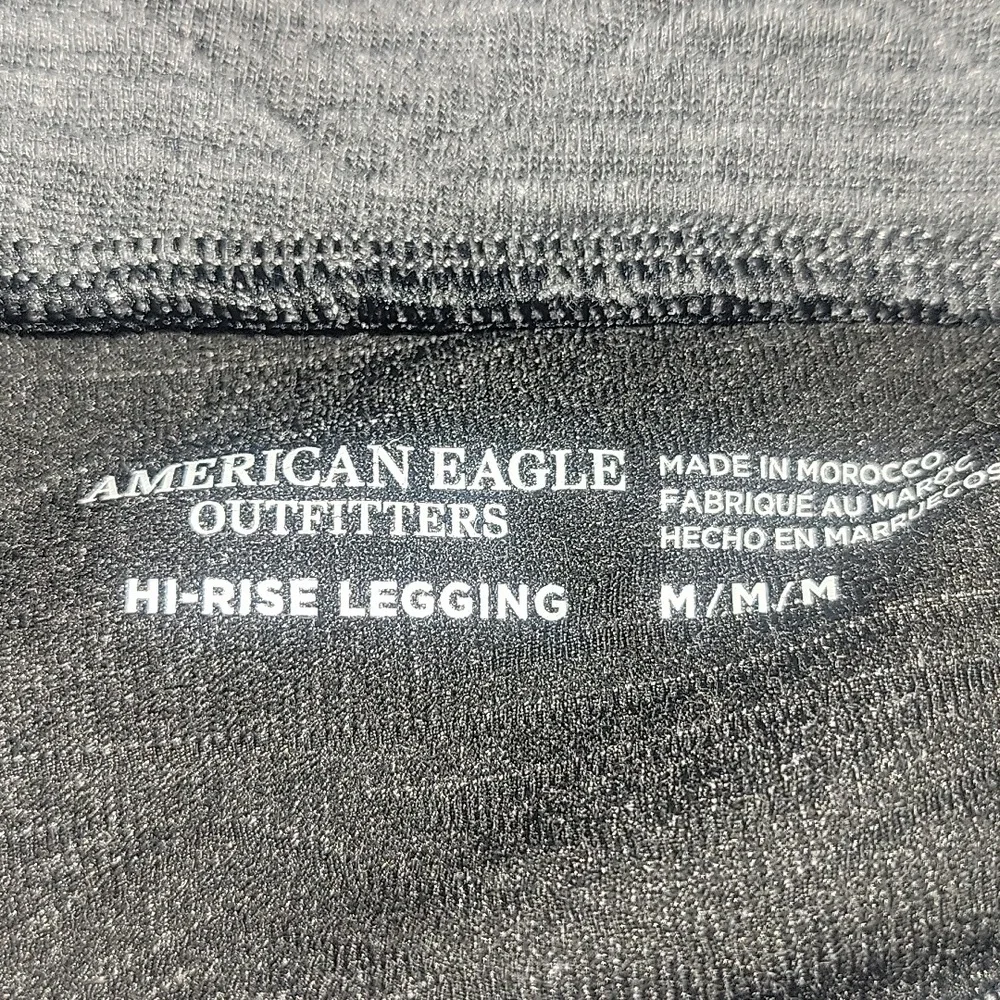 AMERICAN EAGLE
OUTFITTERS
HI-RISE LEGGING
MADE IN MOROCCO
FABRIQUÉ AU MAROC
HECHO EN MARRUECOS
M/M/M